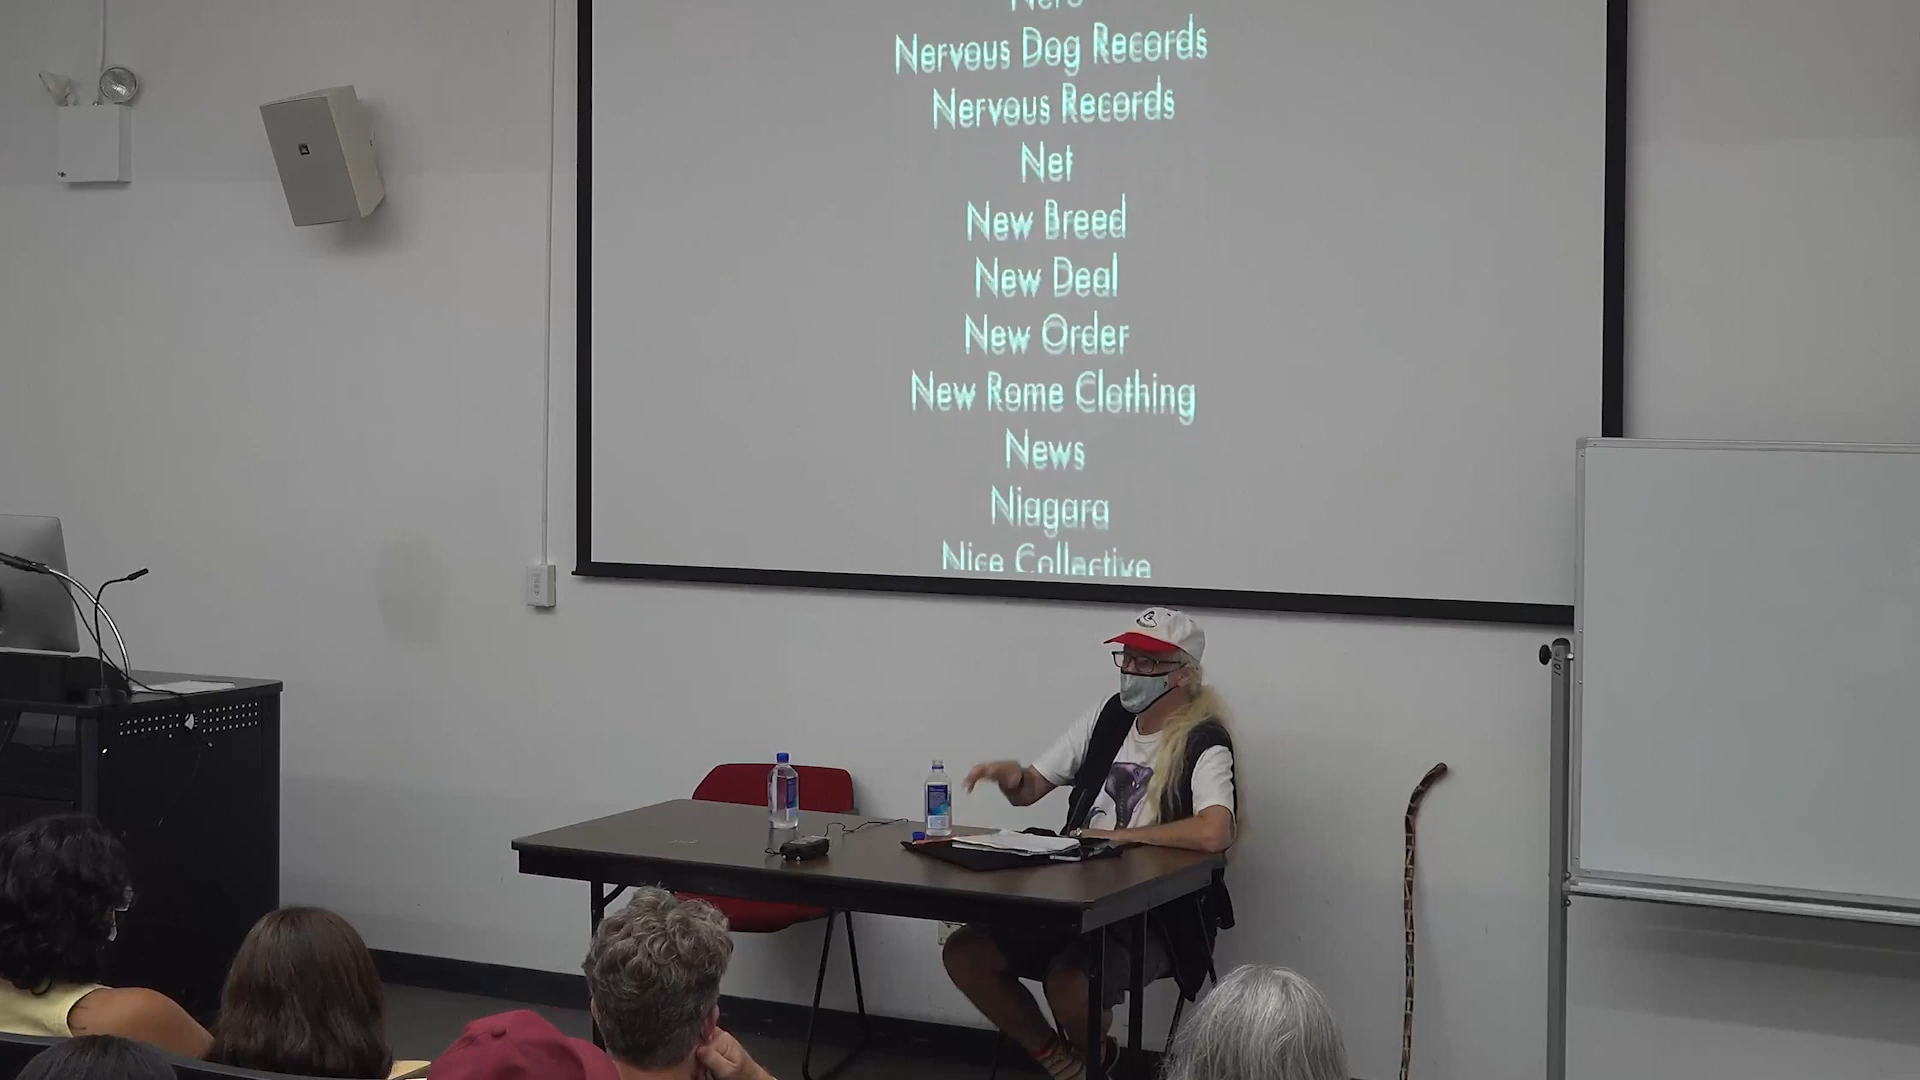 Nero
Nervous Dog Records
Nervous Records
Net
New Breed
New Deal
New Order
New Rome Clothing
News
Niagara
Nice Collective